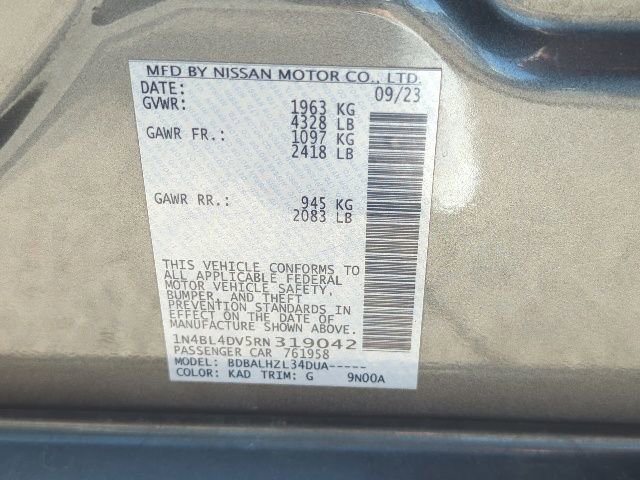 MFD BY NISSAN MOTOR CO., LTD.
DATE: 09/23
GVWR: 1963 KG
4328 LB
GAWR FR.: 1097 KG
2418 LB
GAWR RR.: 945 KG
2083 LB
THIS VEHICLE CONFORMS TO
ALL APPLICABLE FEDERAL
MOTOR VEHICLE SAFETY,
BUMPER, AND THEFT
PREVENTION STANDARDS IN
EFFECT ON THE DATE OF
MANUFACTURE SHOWN ABOVE.
1N4BL4DV5RN319042
PASSENGER CAR 761958
MODEL: BDBALHZL34DUA-----
COLOR: KAD TRIM: G 9N00A